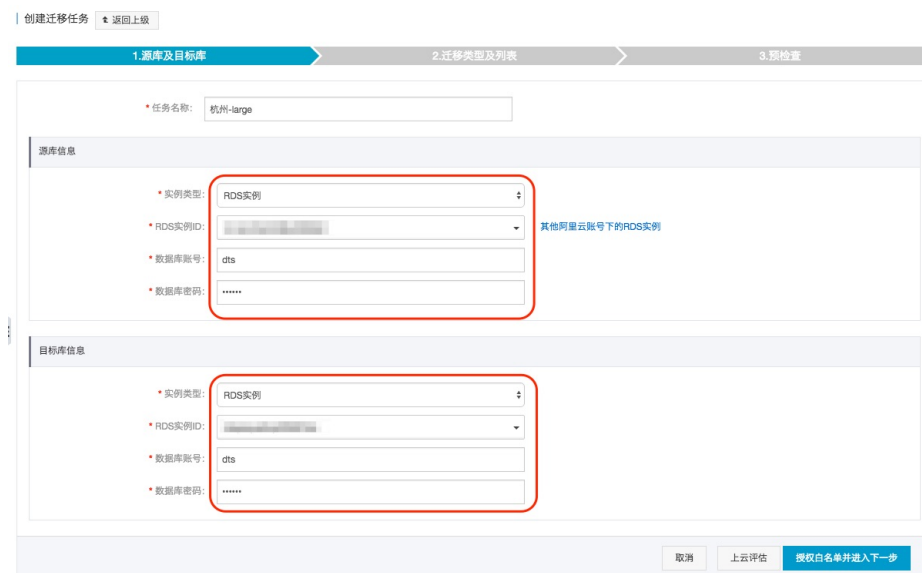 创建迁移任务 返回上级
1.源库及目标库 2.迁移类型及列表 3.预检查
* 任务名称: 杭州-large
源库信息
* 实例类型: RDS实例
* RDS实例ID: 其他阿里云账号下的RDS实例
* 数据库账号: dts
* 数据库密码: ••••••
目标库信息
* 实例类型: RDS实例
* RDS实例ID:
* 数据库账号: dts
* 数据库密码: ••••••
取消 上云评估 授权白名单并进入下一步